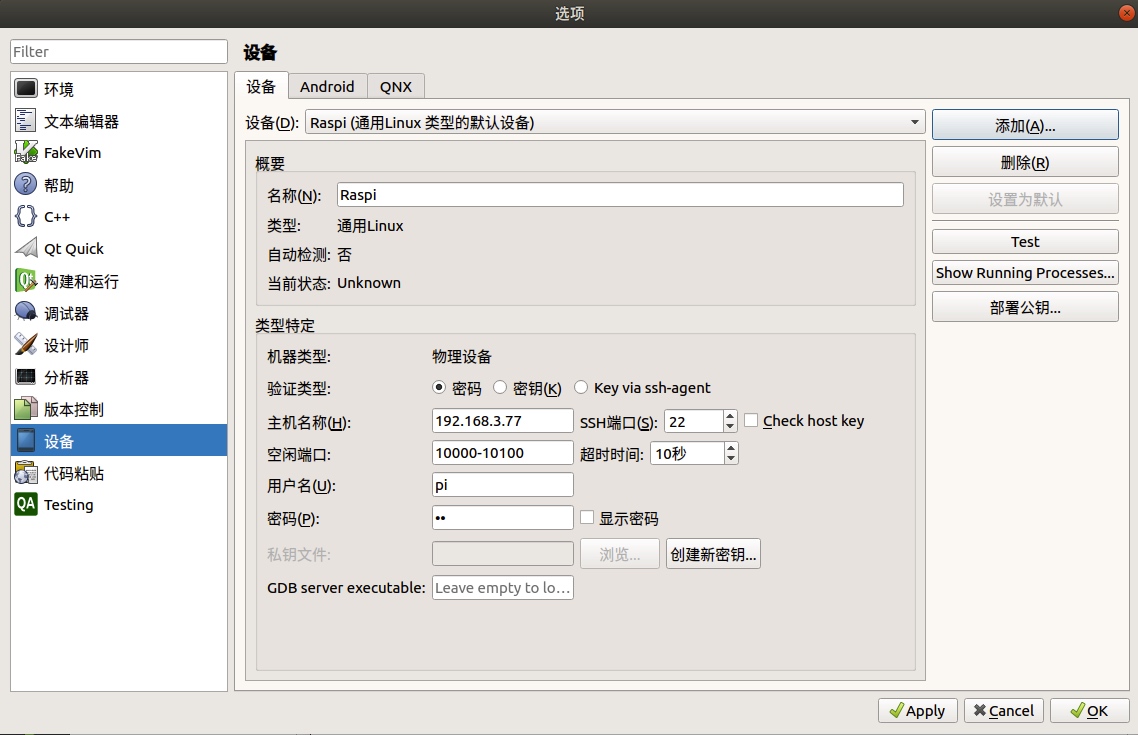 选项
Filter
环境
文本编辑器
FakeVim
帮助
C++
Qt Quick
构建和运行
调试器
设计师
分析器
版本控制
设备
代码粘贴
QA Testing
设备
设备 Android QNX
设备(D): Raspi (通用Linux 类型的默认设备)
概要
名称(N): Raspi
类型: 通用Linux
自动检测: 否
当前状态: Unknown
类型特定
机器类型: 物理设备
验证类型: 密码 密钥(K) Key via ssh-agent
主机名称(H): 192.168.3.77 SSH端口(S): 22 Check host key
空闲端口: 10000-10100 超时时间: 10秒
用户名(U): pi
密码(P): •• 显示密码
私钥文件: 浏览... 创建新密钥...
GDB server executable: Leave empty to lo...
添加(A)...
删除(R)
设置为默认
Test
Show Running Processes...
部署公钥...
Apply Cancel OK